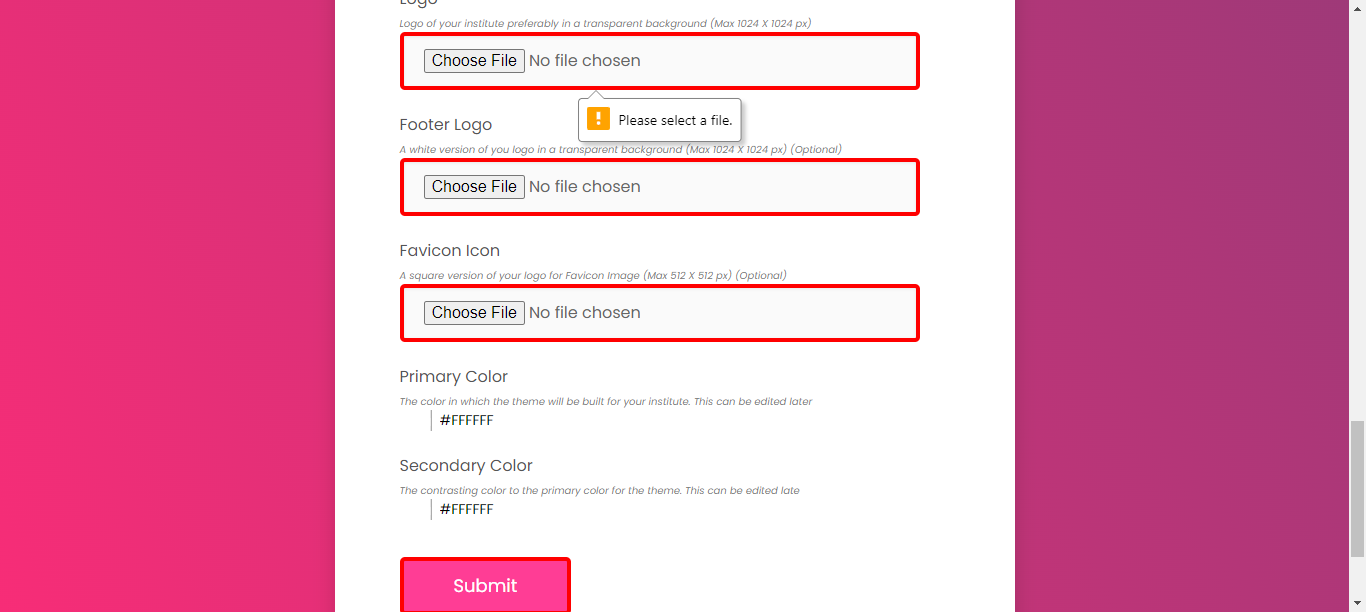 Logo
Logo of your institute preferably in a transparent background (Max 1024 X 1024 px)
Choose File No file chosen
Please select a file.
Footer Logo
A white version of you logo in a transparent background (Max 1024 X 1024 px) (Optional)
Choose File No file chosen
Favicon Icon
A square version of your logo for Favicon Image (Max 512 X 512 px) (Optional)
Choose File No file chosen
Primary Color
The color in which the theme will be built for your institute. This can be edited later
#FFFFFF
Secondary Color
The contrasting color to the primary color for the theme. This can be edited late
#FFFFFF
Submit